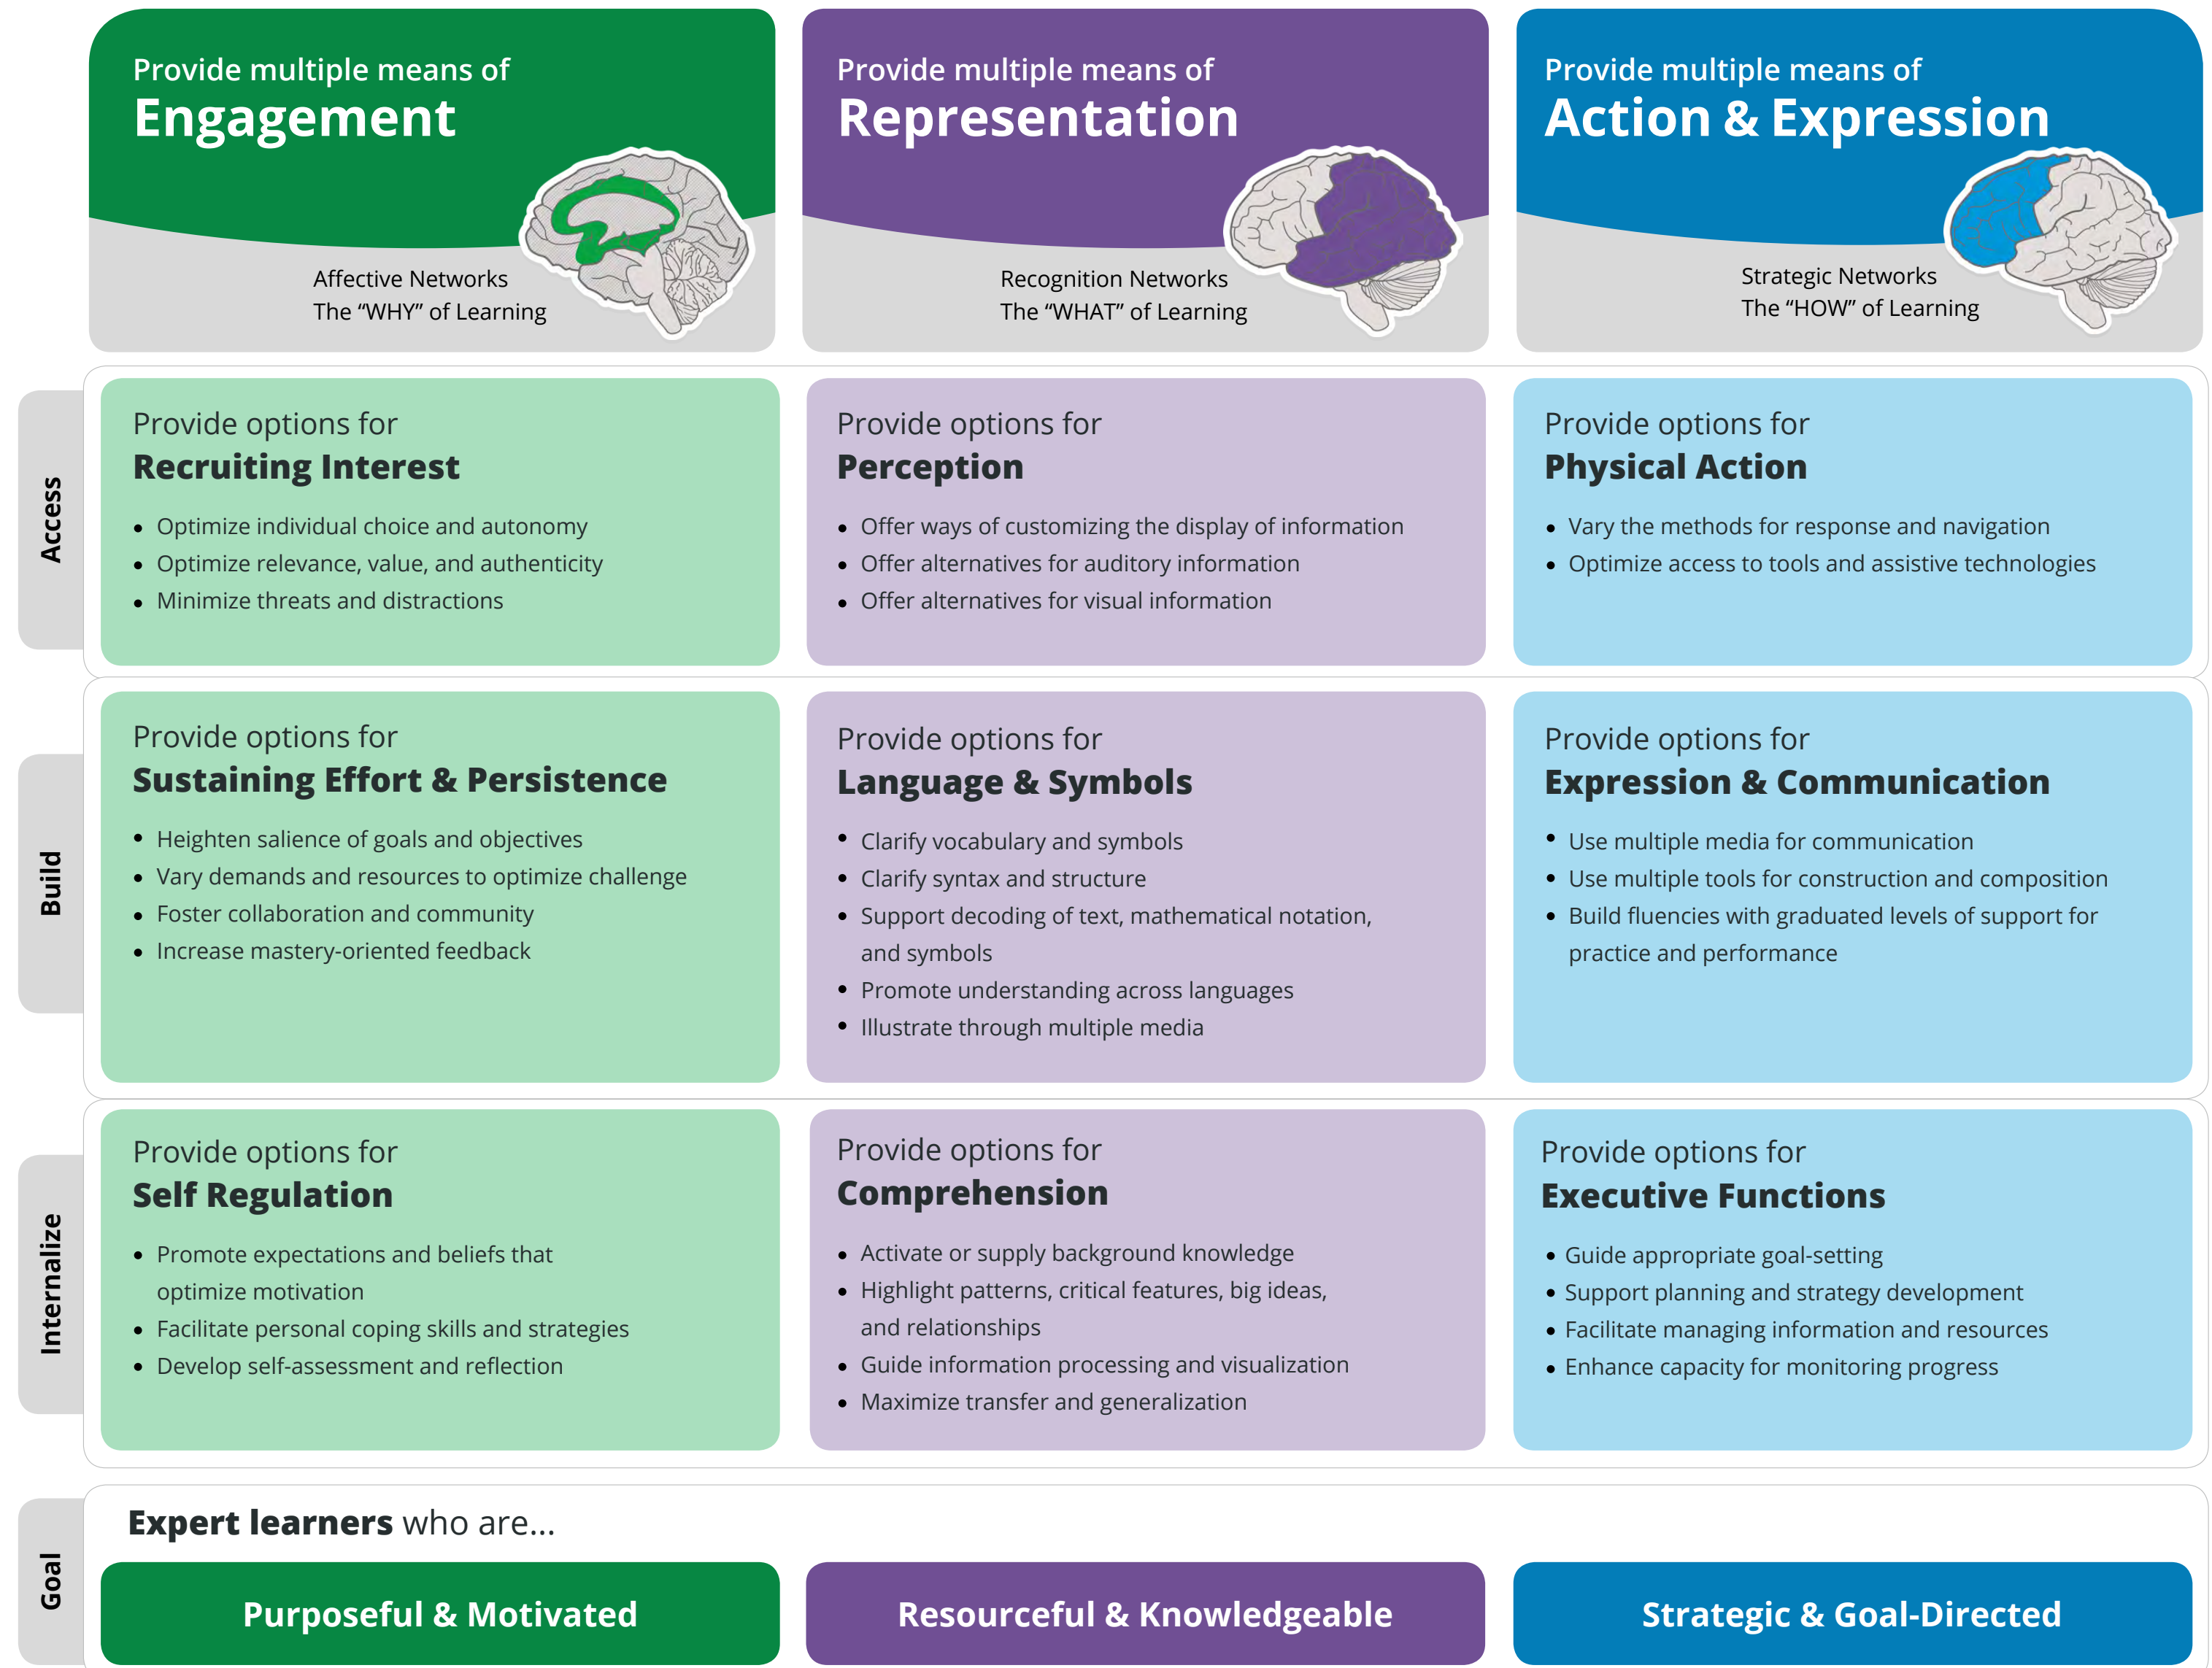 Provide multiple means of
Engagement
Affective Networks
The “WHY” of Learning
Provide multiple means of
Representation
Recognition Networks
The “WHAT” of Learning
Provide multiple means of
Action & Expression
Strategic Networks
The “HOW” of Learning
Access
Provide options for
Recruiting Interest
• Optimize individual choice and autonomy
• Optimize relevance, value, and authenticity
• Minimize threats and distractions
Provide options for
Perception
• Offer ways of customizing the display of information
• Offer alternatives for auditory information
• Offer alternatives for visual information
Provide options for
Physical Action
• Vary the methods for response and navigation
• Optimize access to tools and assistive technologies
Build
Provide options for
Sustaining Effort & Persistence
• Heighten salience of goals and objectives
• Vary demands and resources to optimize challenge
• Foster collaboration and community
• Increase mastery-oriented feedback
Provide options for
Language & Symbols
• Clarify vocabulary and symbols
• Clarify syntax and structure
• Support decoding of text, mathematical notation,
and symbols
• Promote understanding across languages
• Illustrate through multiple media
Provide options for
Expression & Communication
• Use multiple media for communication
• Use multiple tools for construction and composition
• Build fluencies with graduated levels of support for
practice and performance
Internalize
Provide options for
Self Regulation
• Promote expectations and beliefs that
optimize motivation
• Facilitate personal coping skills and strategies
• Develop self-assessment and reflection
Provide options for
Comprehension
• Activate or supply background knowledge
• Highlight patterns, critical features, big ideas,
and relationships
• Guide information processing and visualization
• Maximize transfer and generalization
Provide options for
Executive Functions
• Guide appropriate goal-setting
• Support planning and strategy development
• Facilitate managing information and resources
• Enhance capacity for monitoring progress
Goal
Expert learners who are...
Purposeful & Motivated
Resourceful & Knowledgeable
Strategic & Goal-Directed